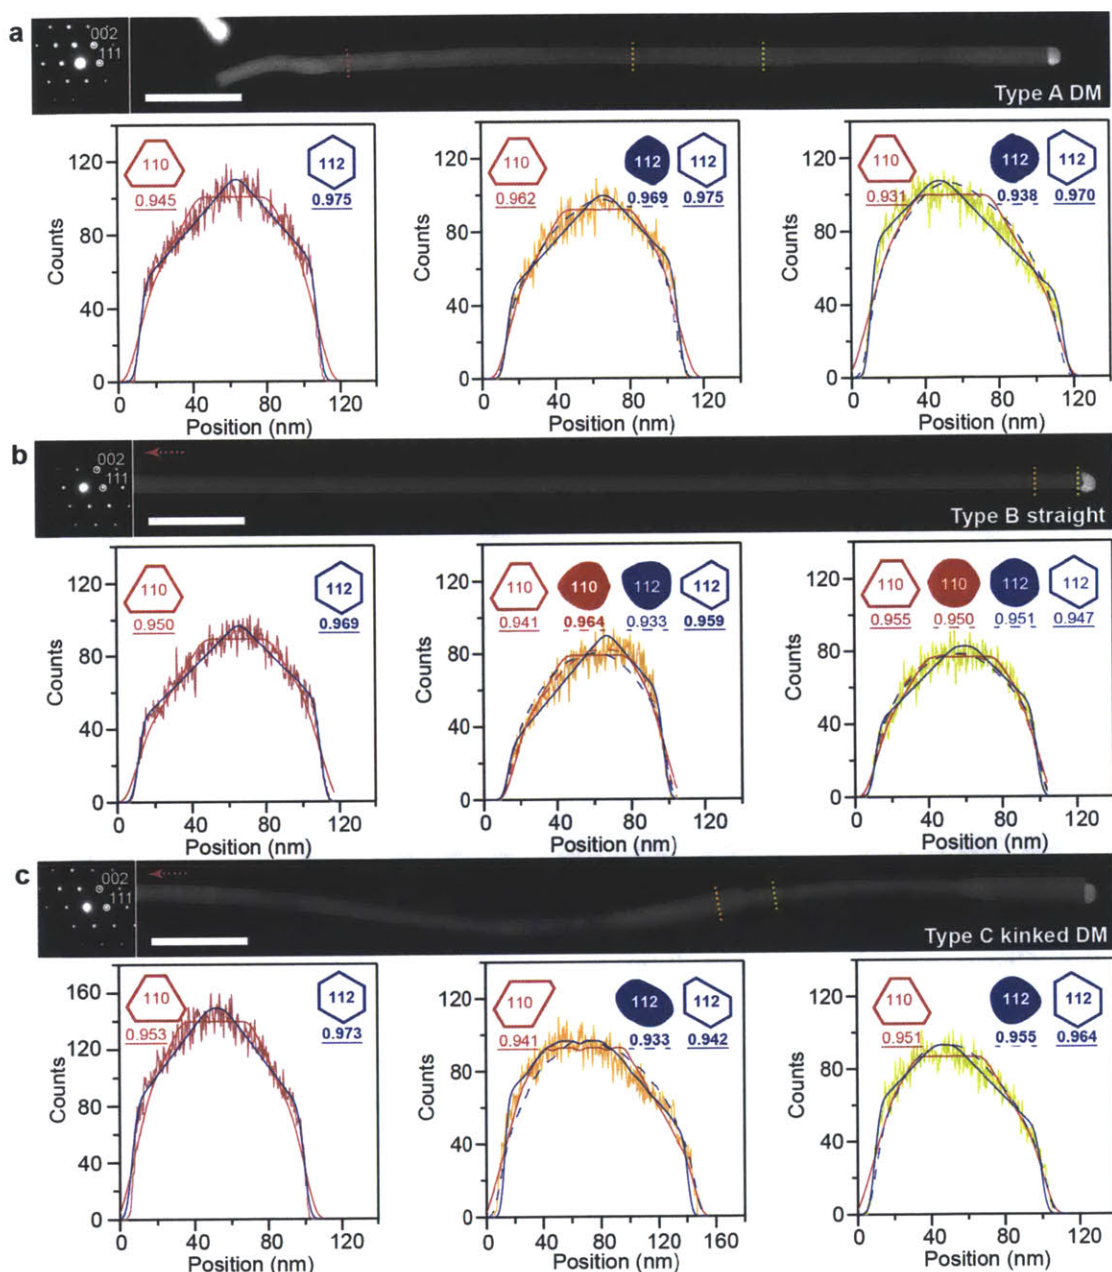 a
002
111
Type A DM
110
0.945
112
0.975
110
0.962
112
0.969
112
0.975
110
0.931
112
0.938
112
0.970
Counts
120
80
40
0
0 40 80 120
Position (nm)
Counts
120
80
40
0
0 40 80 120
Position (nm)
Counts
120
80
40
0
0 40 80 120
Position (nm)
b
002
111
Type B straight
110
0.950
112
0.969
110
0.941
110
0.964
112
0.933
112
0.959
110
0.955
110
0.950
112
0.951
112
0.947
Counts
120
80
40
0
0 40 80 120
Position (nm)
Counts
120
80
40
0
0 40 80 120
Position (nm)
Counts
120
80
40
0
0 40 80 120
Position (nm)
c
002
111
Type C kinked DM
110
0.953
112
0.973
110
0.941
112
0.933
112
0.942
110
0.951
112
0.955
112
0.964
Counts
160
120
80
40
0
0 40 80 120
Position (nm)
Counts
120
80
40
0
0 40 80 120 160
Position (nm)
Counts
120
80
40
0
0 40 80 120
Position (nm)